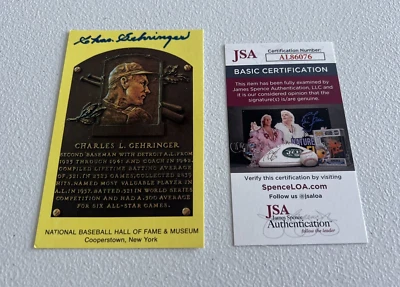 Chas. Gehringer
CHARLES L. GEHRINGER
SECOND BASEMAN WITH DETROIT A.L. FROM
1925 THROUGH 1941 AND COACH IN 1942.
COMPILED LIFETIME BATTING AVERAGE
OF .321 IN 2323 GAMES, COLLECTED 2839
HITS. NAMED MOST VALUABLE PLAYER IN
A.L. IN 1937. BATTED .321 IN WORLD SERIES
COMPETITION AND HAD A .500 AVERAGE
FOR SIX ALL-STAR GAMES.
NATIONAL BASEBALL HALL OF FAME & MUSEUM
Cooperstown, New York
JSA
Certification Number:
AL86076
BASIC CERTIFICATION
This item has been fully examined by
James Spence Authentication, LLC and it
is our considered opinion that the
signature(s) is/are genuine.
Verify this certification by visiting
SpenceLOA.com
Follow us @jsaloa
JSA
James Spence
Authentication